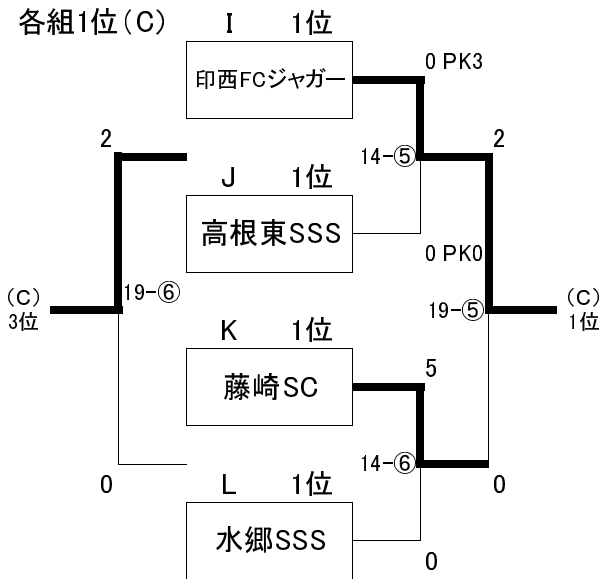 各組1位(C)
I 1位
印西FCジャガー
0 PK3
2
14-⑤
2
J 1位
高根東SSS
0 PK0
19-⑥
(C)
3位
19-⑤
(C)
1位
K 1位
藤崎SC
5
14-⑥
0
L 1位
0
水郷SSS
0